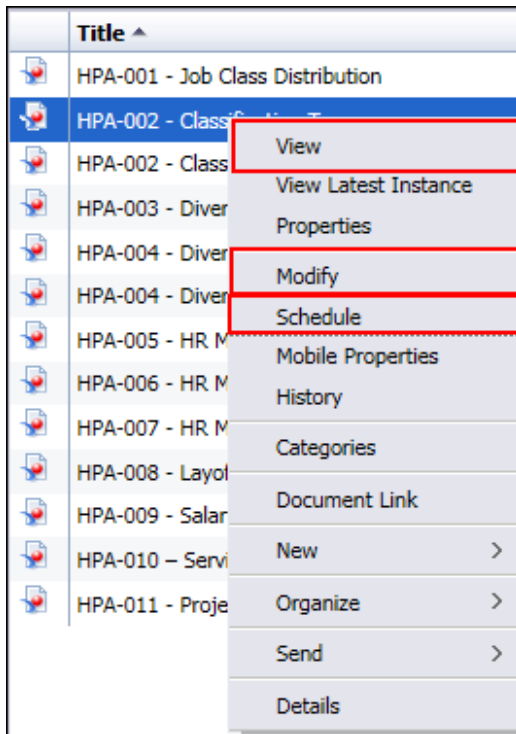 Title
HPA-001 - Job Class Distribution
HPA-002 - Classification
HPA-002 - Class
HPA-003 - Diver
HPA-004 - Diver
HPA-004 - Diver
HPA-005 - HR M
HPA-006 - HR M
HPA-007 - HR M
HPA-008 - Layof
HPA-009 - Salar
HPA-010 – Servi
HPA-011 - Proje
View
View Latest Instance
Properties
Modify
Schedule
Mobile Properties
History
Categories
Document Link
New >
Organize >
Send >
Details